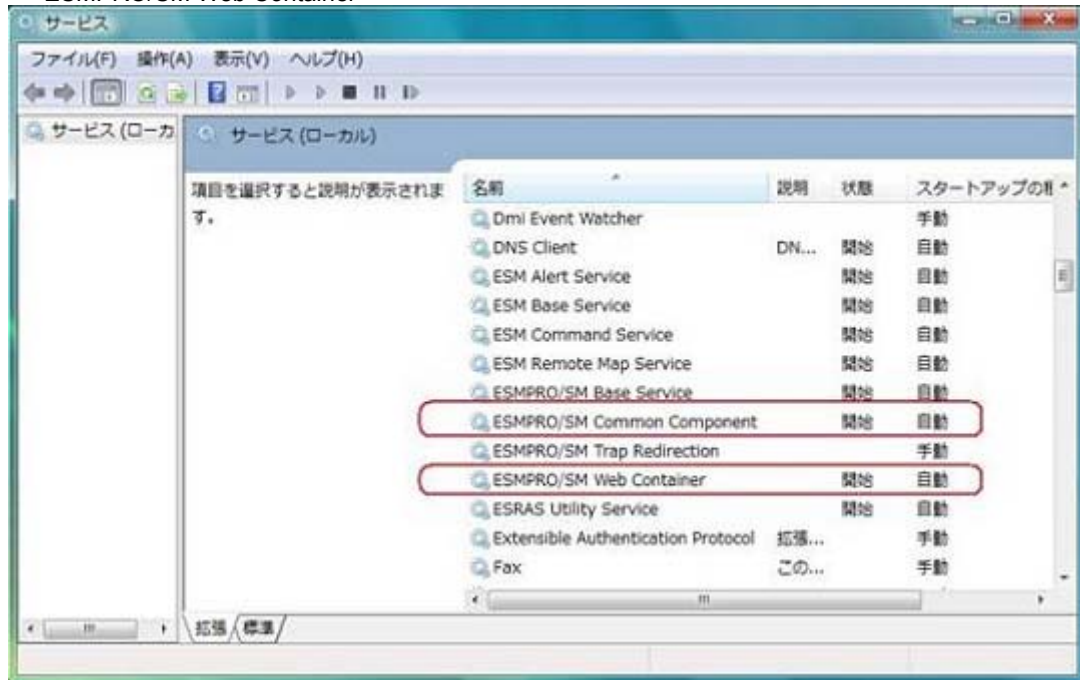 ESMPRO/SM Web Container
サービス
ファイル(F) 操作(A) 表示(V) ヘルプ(H)
サービス (ローカ
サービス (ローカル)
項目を選択すると説明が表示されま
す。
名前 説明 状態 スタートアップの種
Dmi Event Watcher 手動
DNS Client DN... 開始 自動
ESM Alert Service 開始 自動
ESM Base Service 開始 自動
ESM Command Service 開始 自動
ESM Remote Map Service 開始 自動
ESMPRO/SM Base Service 開始 自動
ESMPRO/SM Common Component 開始 自動
ESMPRO/SM Trap Redirection 手動
ESMPRO/SM Web Container 開始 自動
ESRAS Utility Service 開始 自動
Extensible Authentication Protocol 拡張... 手動
Fax この... 手動
拡張 標準